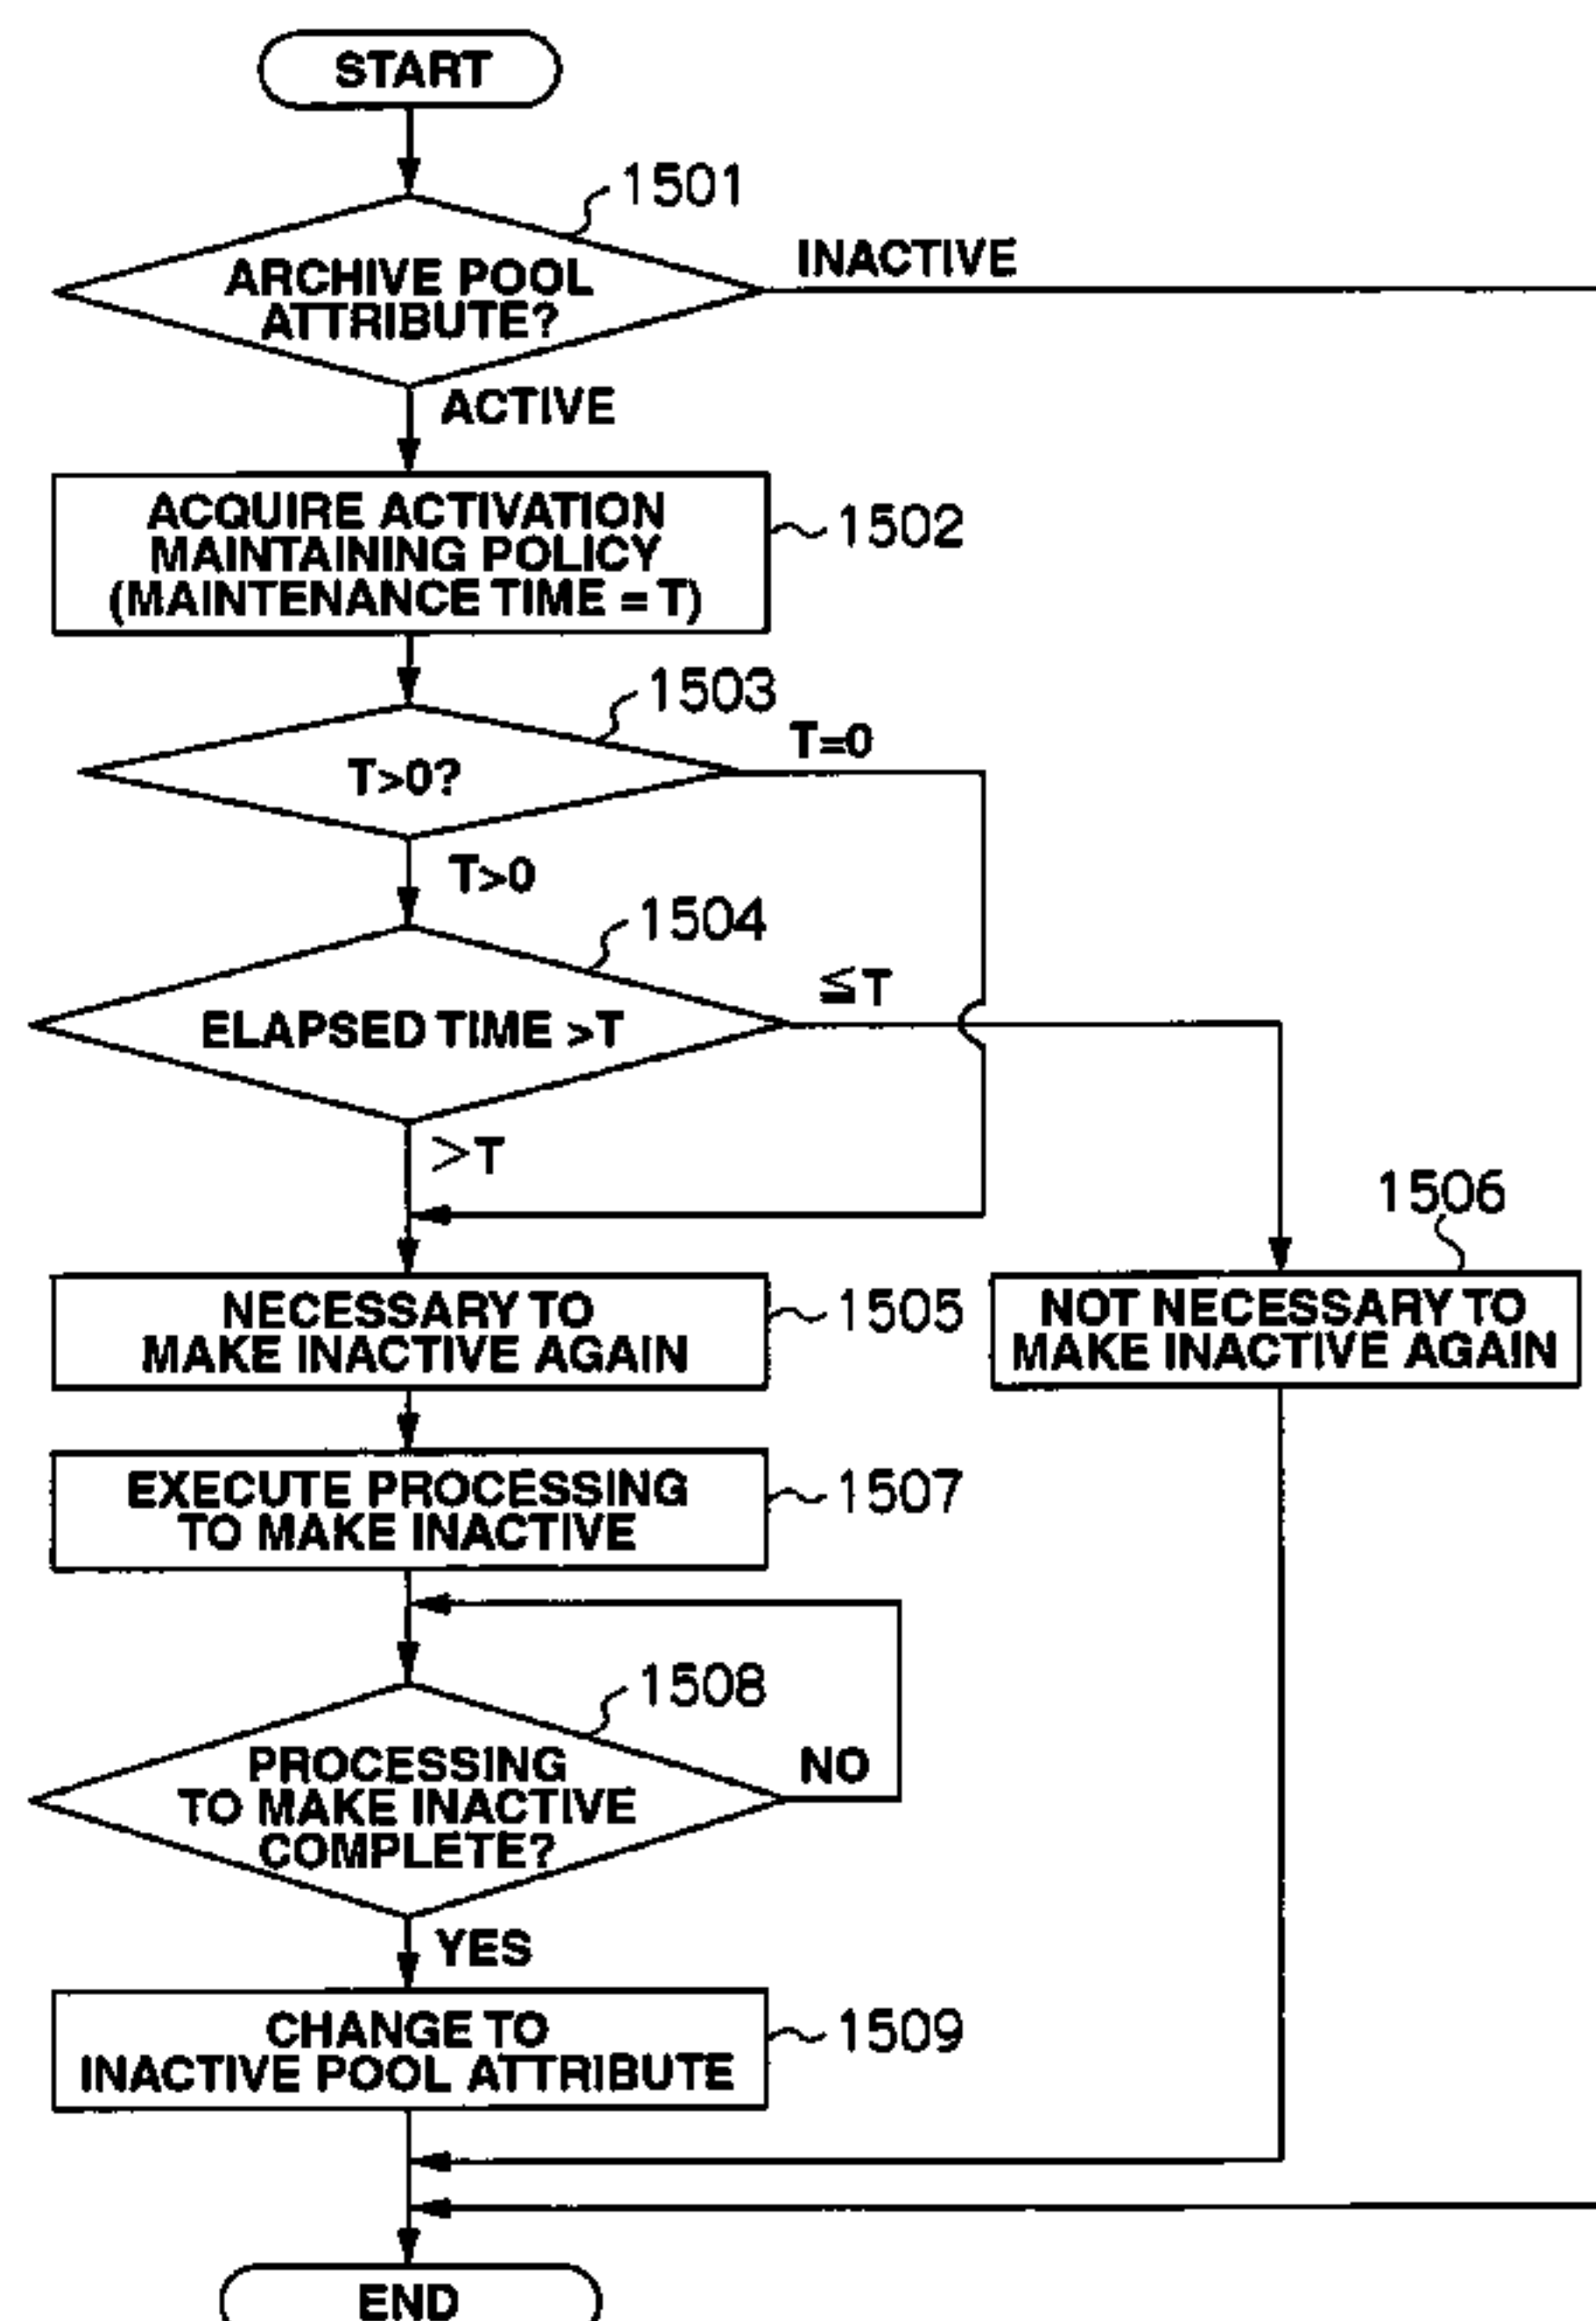 START
1501
ARCHIVE POOL
ATTRIBUTE?
INACTIVE
ACTIVE
ACQUIRE ACTIVATION
MAINTAINING POLICY
(MAINTENANCE TIME = T)
1502
1503
T>0?
T=0
T>0
1504
ELAPSED TIME >T
≦T
>T
1506
NECESSARY TO
MAKE INACTIVE AGAIN
1505
NOT NECESSARY TO
MAKE INACTIVE AGAIN
EXECUTE PROCESSING
TO MAKE INACTIVE
1507
1508
PROCESSING
TO MAKE INACTIVE
COMPLETE?
NO
YES
CHANGE TO
INACTIVE POOL ATTRIBUTE
1509
END